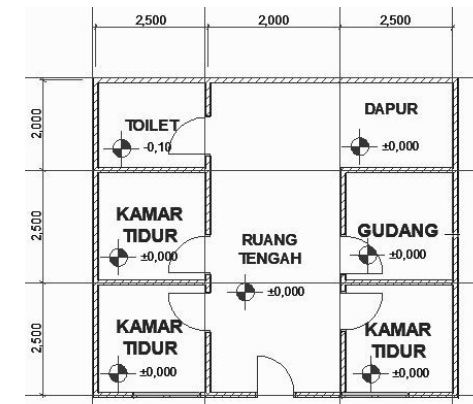 2,500 2,000 2,500
2,000
2,500
2,500
TOILET
-0,10
DAPUR
±0,000
KAMAR
TIDUR
±0,000
RUANG
TENGAH
±0,000
GUDANG
±0,000
KAMAR
TIDUR
±0,000
KAMAR
TIDUR
±0,000